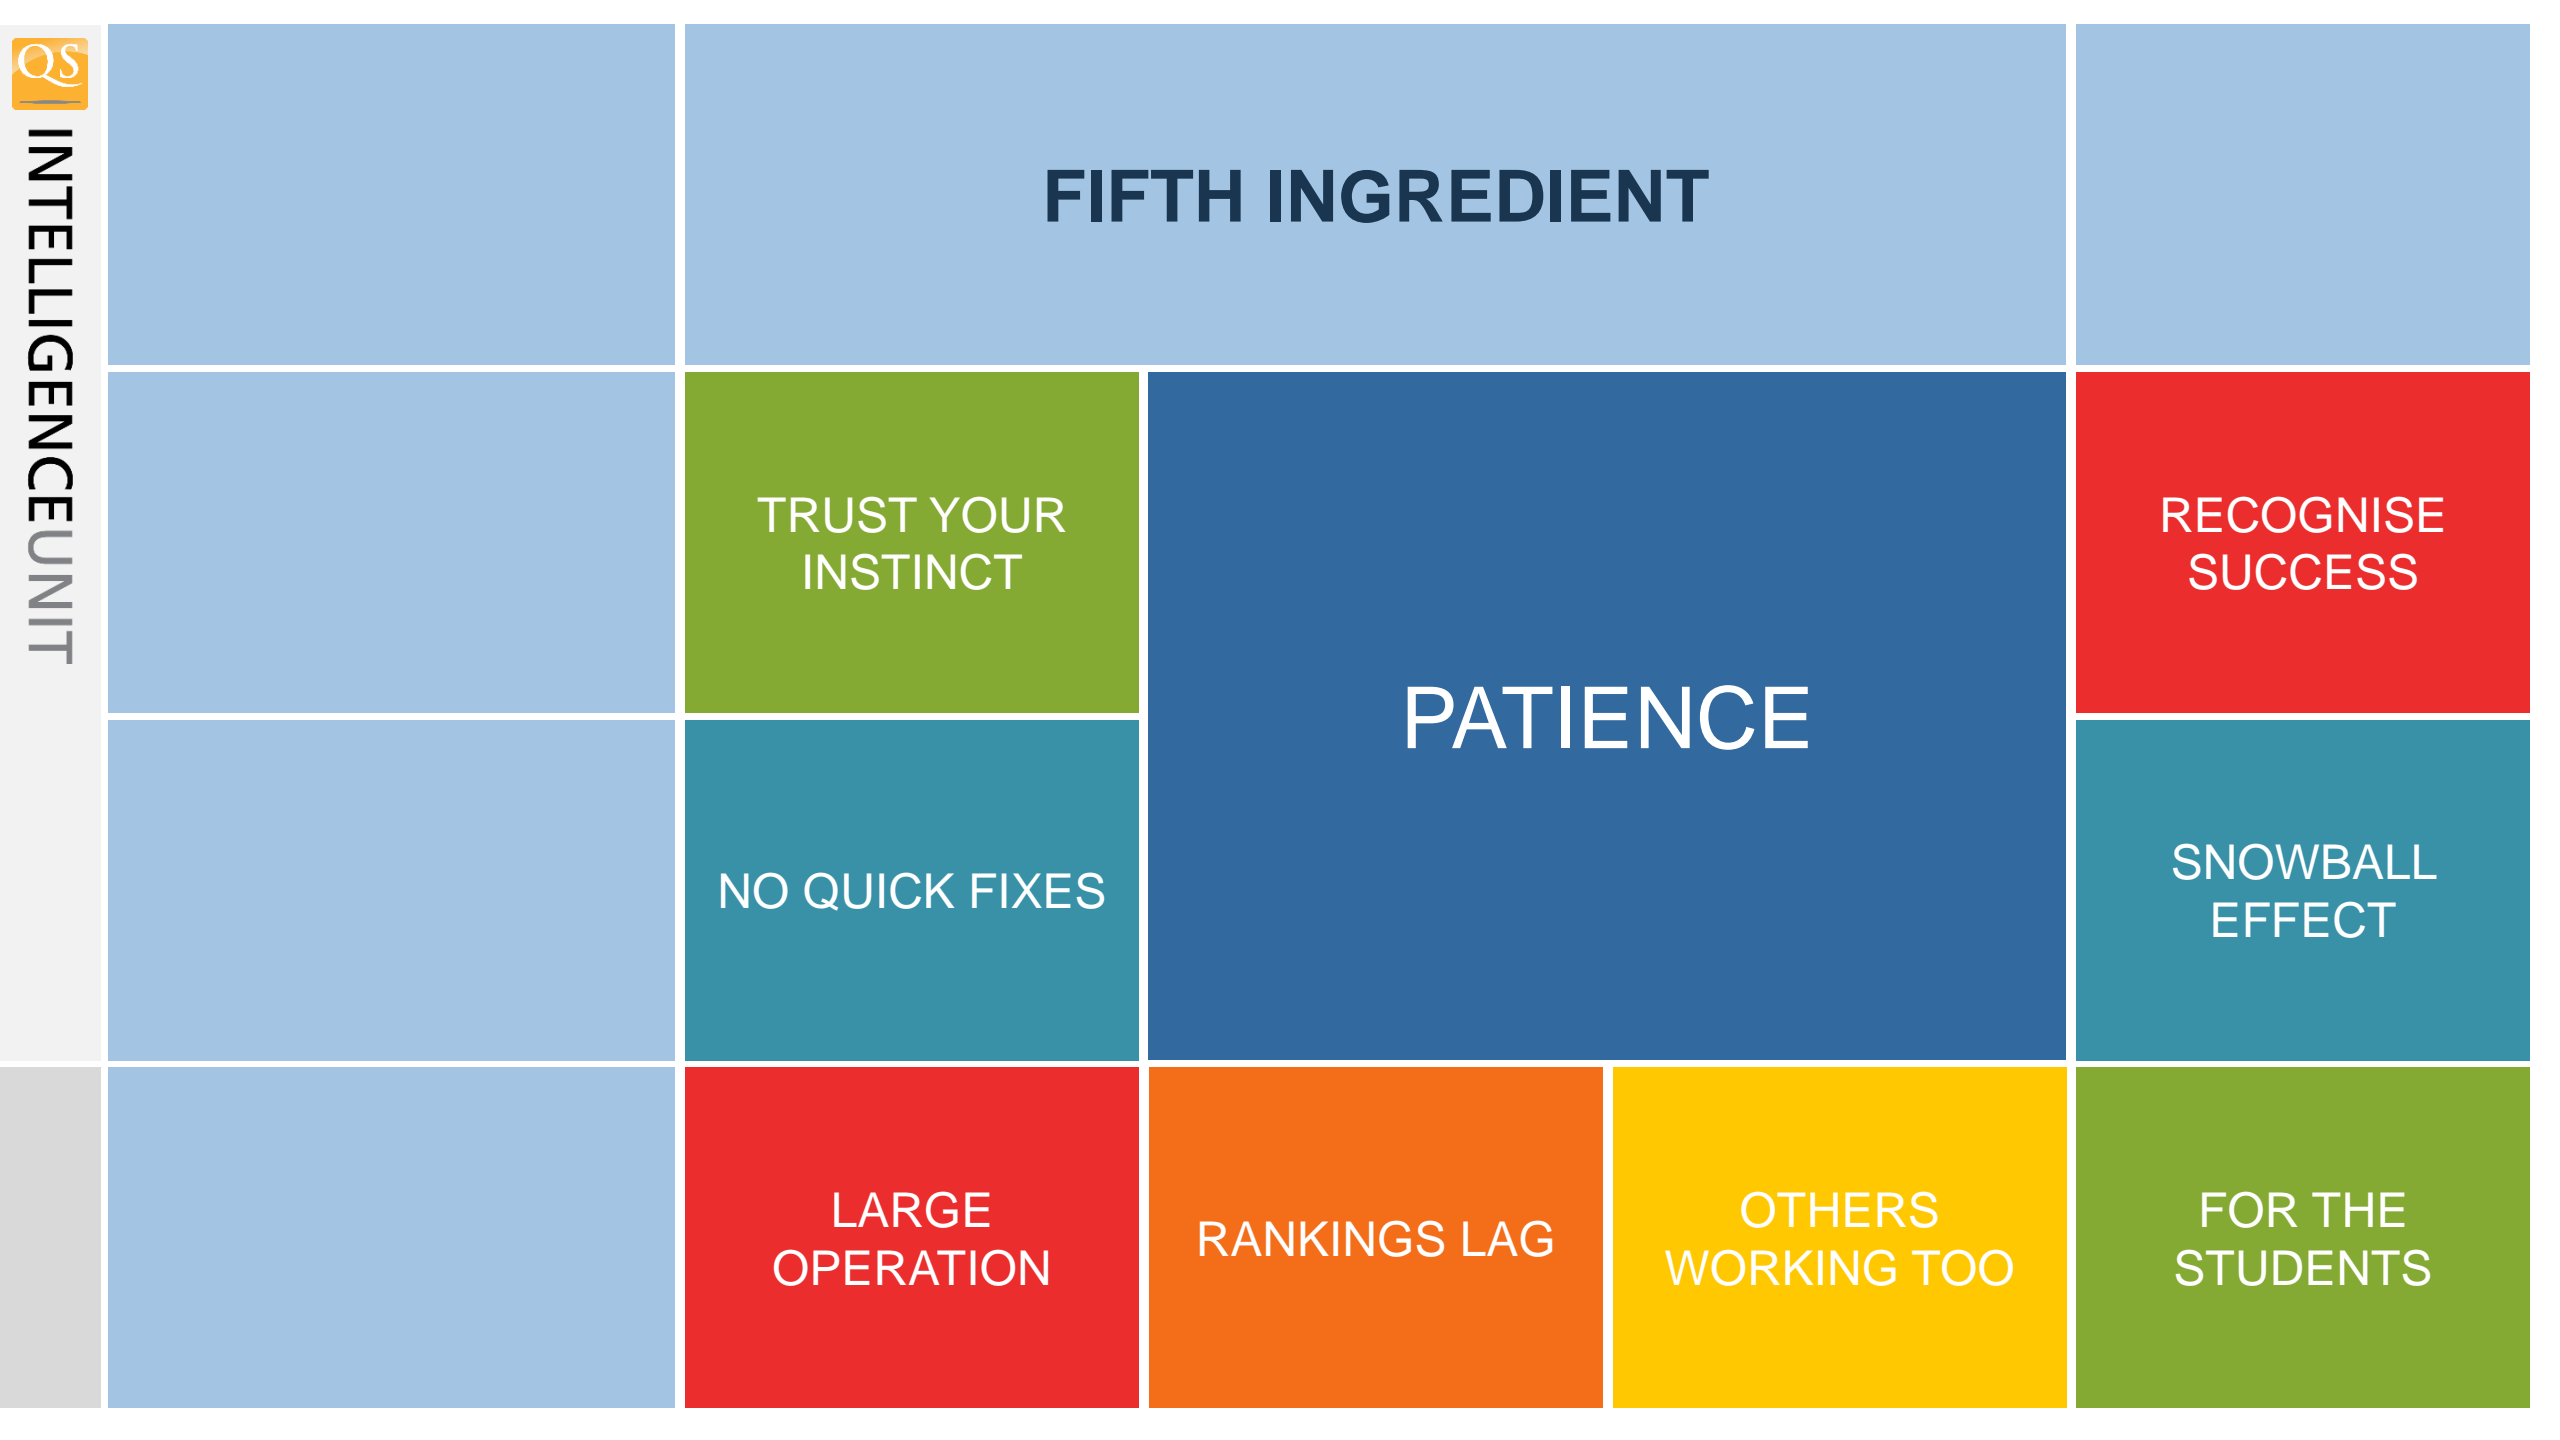 QS
INTELLIGENCEUNIT
FIFTH INGREDIENT
TRUST YOUR
INSTINCT
PATIENCE
RECOGNISE
SUCCESS
NO QUICK FIXES
SNOWBALL
EFFECT
LARGE
OPERATION
RANKINGS LAG
OTHERS
WORKING TOO
FOR THE
STUDENTS